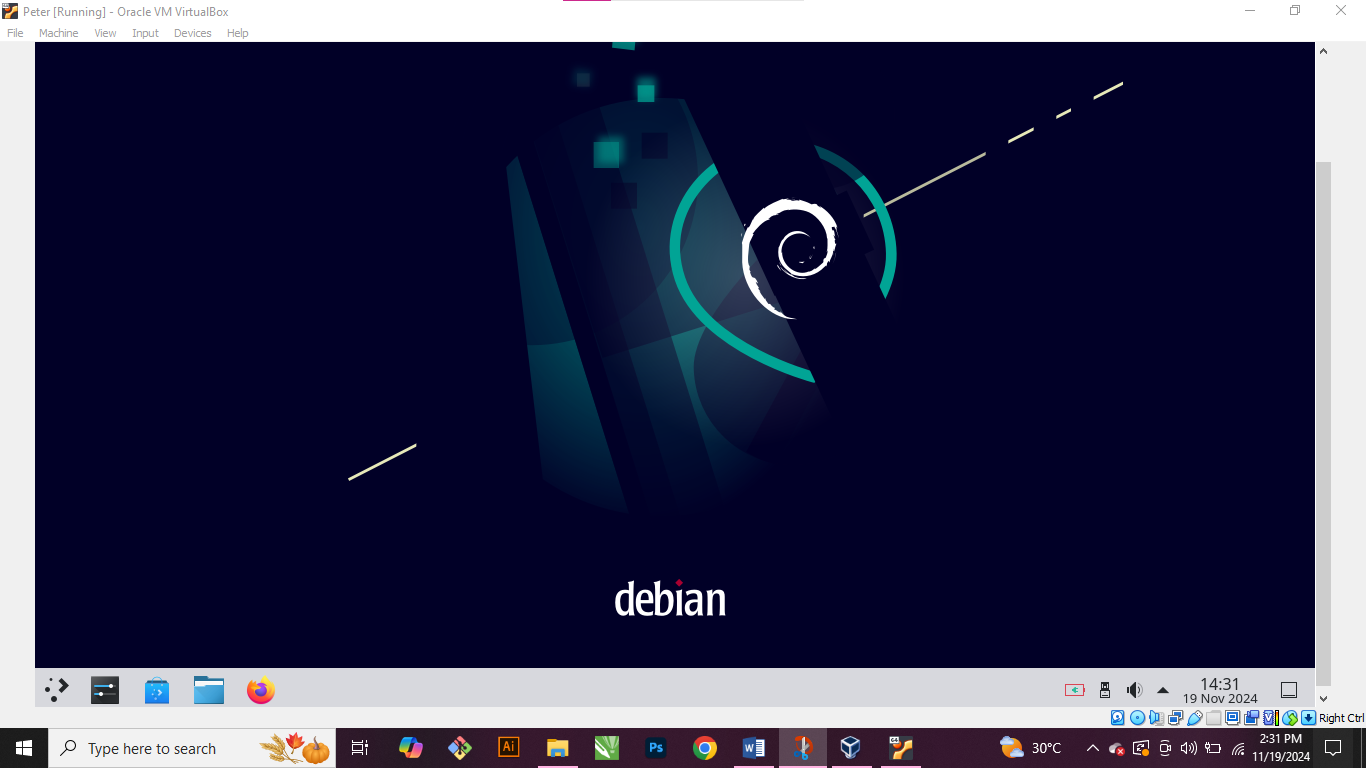 Peter [Running] - Oracle VM VirtualBox
File Machine View Input Devices Help
debian
14:31
19 Nov 2024
Right Ctrl
Type here to search
Ai
Ps
W
30°C
2:31 PM
11/19/2024